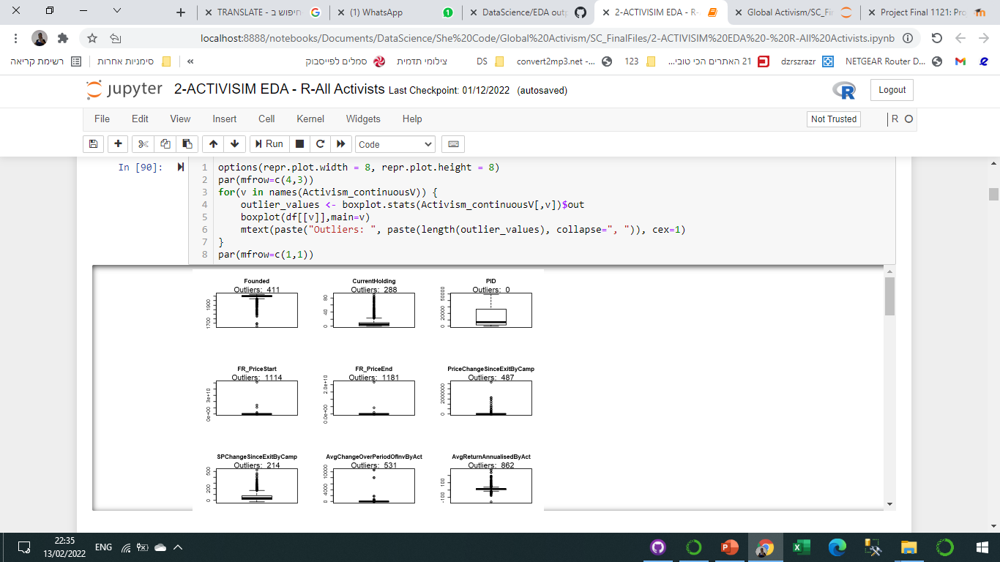 TRANSLATE - חיפוש ב
(1) WhatsApp
1
DataScience/EDA outp
2-ACTIVISIM EDA - R-
Global Activism/SC_Fin
Project Final 1121: Pro
localhost:8888/notebooks/Documents/DataScience/She%20Code/Global%20Activism/SC_FinalFiles/2-ACTIVISIM%20EDA%20-%20R-All%20Activists.ipynb
רשימת קריאה
סימניות אחרות
«
סמלים לפייסבוק
צילומי תדמית
DS
convert2mp3.net -...
123
21 האתרים הכי טובי...
dzrszrazr
NETGEAR Router D...
jupyter 2-ACTIVISIM EDA - R-All Activists Last Checkpoint: 01/12/2022 (autosaved)
R
Logout
File Edit View Insert Cell Kernel Widgets Help
Not Trusted
R
Run
Code
In [90]:
1 options(repr.plot.width = 8, repr.plot.height = 8)
2 par(mfrow=c(4,3))
3 for(v in names(Activism_continuousV)) {
4 outlier_values <- boxplot.stats(Activism_continuousV[,v])$out
5 boxplot(df[[v]],main=v)
6 mtext(paste("Outliers: ", paste(length(outlier_values), collapse=", ")), cex=1)
7 }
8 par(mfrow=c(1,1))
Founded
Outliers: 411
1700 1900
CurrentHolding
Outliers: 288
0 40 80
PID
Outliers: 0
0 20000 50000
FR_PriceStart
Outliers: 1114
0e+00 3e+10
FR_PriceEnd
Outliers: 1181
0.0e+00 2.0e+10
PriceChangeSinceExitByCamp
Outliers: 487
0 2000000
SPChangeSinceExitByCamp
Outliers: 214
0 200 500
AvgChangeOverPeriodOfInvByAct
Outliers: 531
0 4000 10000
AvgReturnAnnualisedByAct
Outliers: 862
-100 100
22:35
13/02/2022
ENG